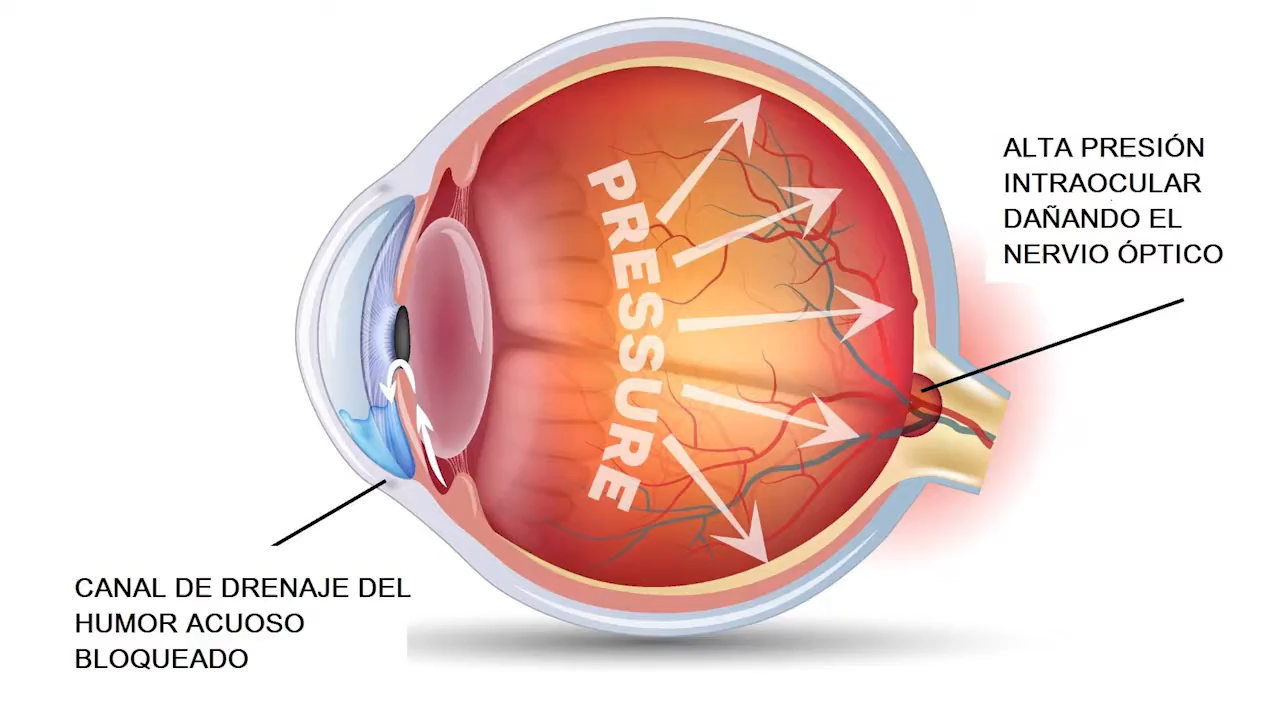 ALTA PRESIÓN
INTRAOCULAR
DAÑANDO EL
NERVIO ÓPTICO
PRESSURE
CANAL DE DRENAJE DEL
HUMOR ACUOSO
BLOQUEADO